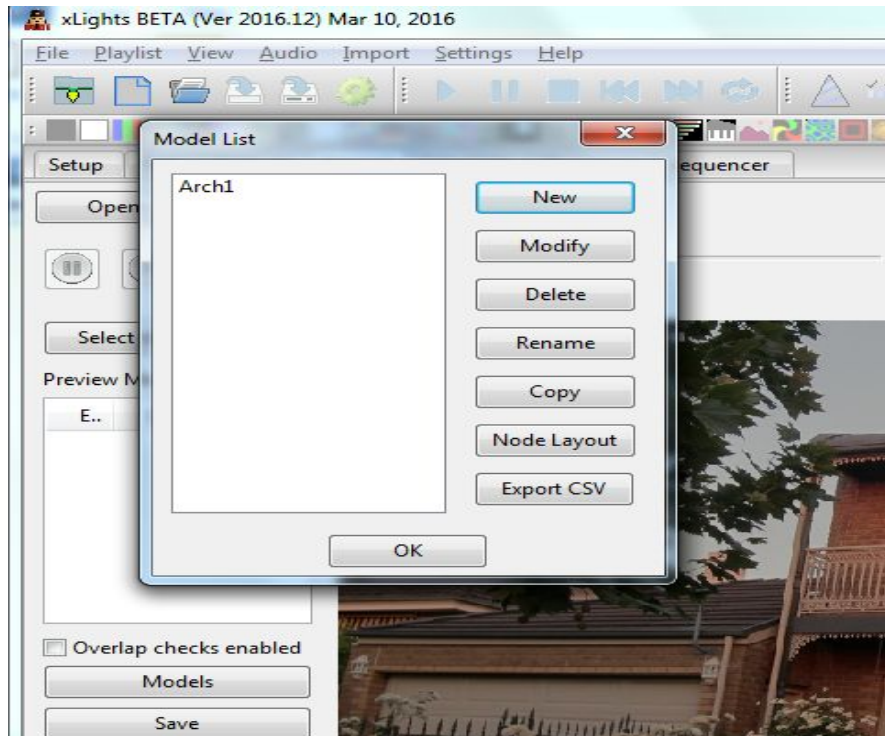 xLights BETA (Ver 2016.12) Mar 10, 2016
File Playlist View Audio Import Settings Help
Model List
Setup
equencer
Arch1
New
Open
Modify
Delete
Select
Rename
Preview M
Copy
E..
Node Layout
Export CSV
OK
Overlap checks enabled
Models
Save